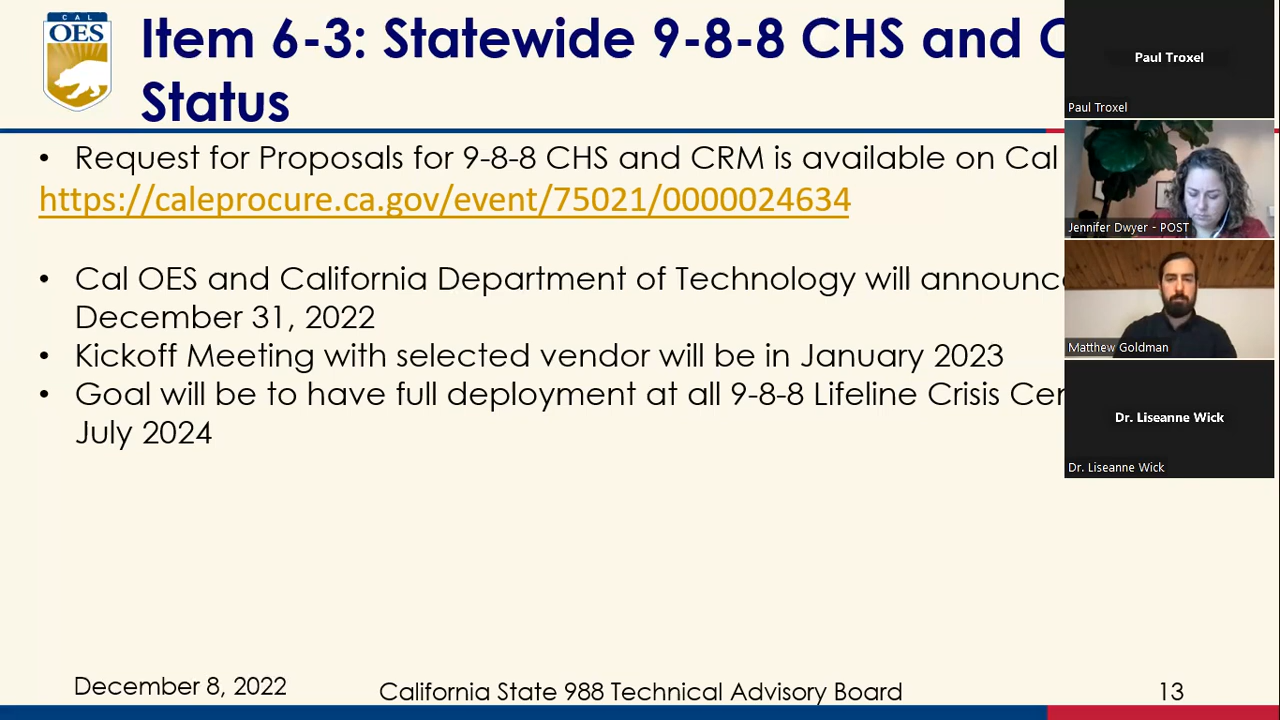 CAL
OES
Item 6-3: Statewide 9-8-8 CHS and C
Status
• Request for Proposals for 9-8-8 CHS and CRM is available on Cal
https://caleprocure.ca.gov/event/75021/0000024634
• Cal OES and California Department of Technology will announce
December 31, 2022
• Kickoff Meeting with selected vendor will be in January 2023
• Goal will be to have full deployment at all 9-8-8 Lifeline Crisis Cen
July 2024
December 8, 2022
California State 988 Technical Advisory Board
13
Paul Troxel
Paul Troxel
Jennifer Dwyer - POST
Matthew Goldman
Dr. Liseanne Wick
Dr. Liseanne Wick